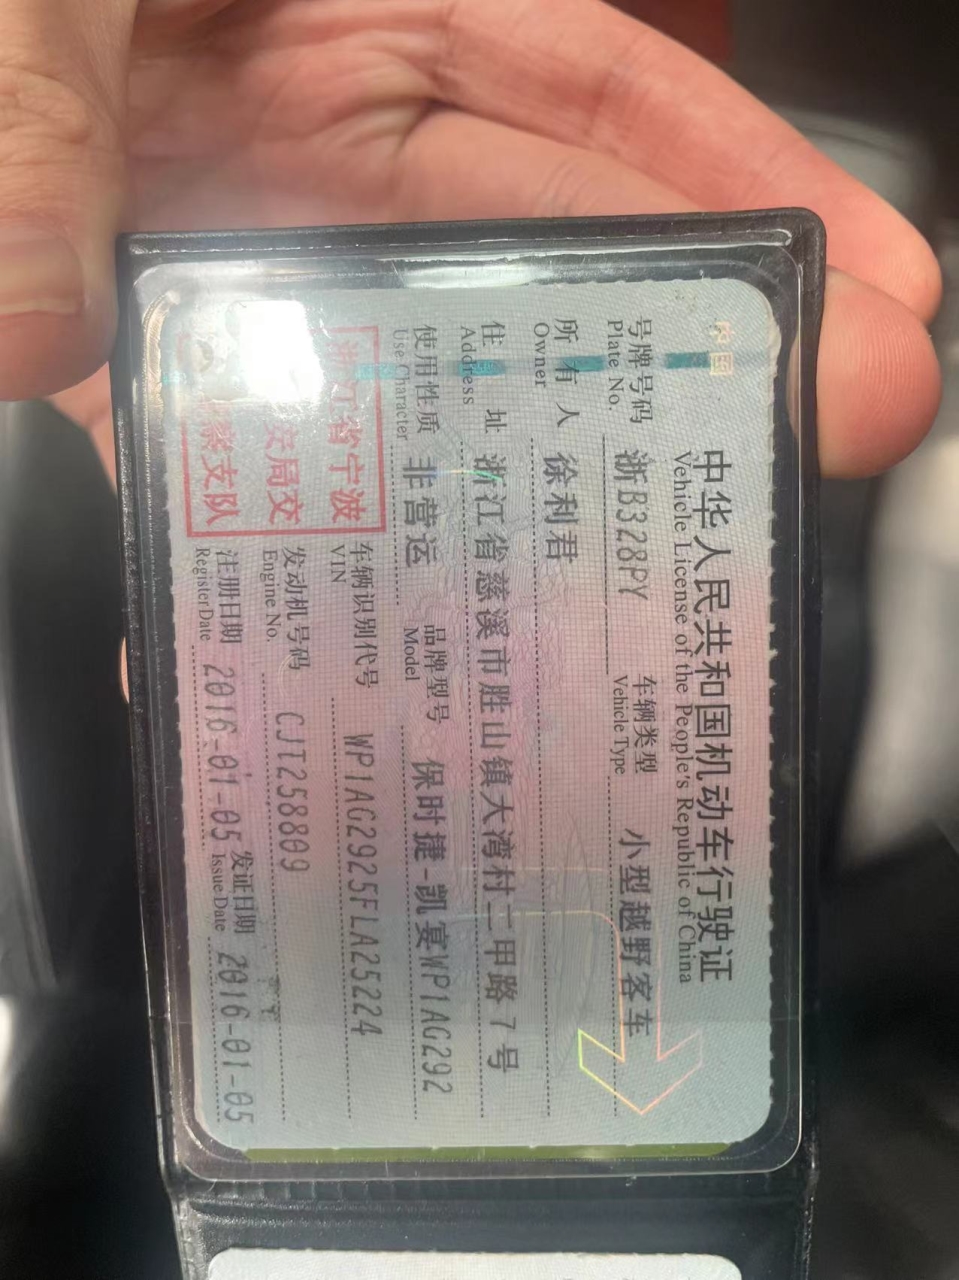 中国
中华人民共和国机动车行驶证
Vehicle License of the People's Republic of China
号牌号码 浙B328PY 车辆类型 小型越野客车
Plate No. Vehicle Type
所有人 徐利君
Owner
住址 浙江省慈溪市胜山镇大湾村二甲路7号
Address
使用性质 非营运 品牌型号 保时捷-凯宴WP1AG292
Use Character Model
浙江省宁波
安局交
警支队
车辆识别代号 WP1AG2925FLA25224
VIN
发动机号码 CJT258809
Engine No.
注册日期 2016-01-05 发证日期 2016-01-05
Register Date Issue Date